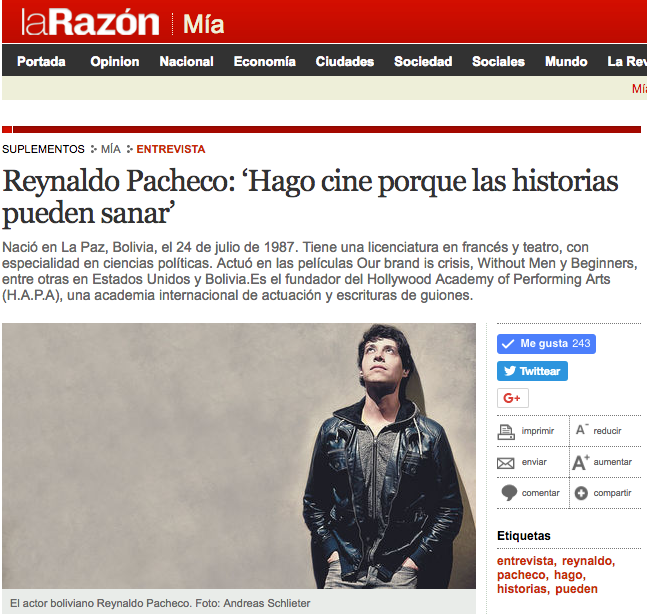 laRazón Mía
Portada Opinion Nacional Economía Ciudades Sociedad Sociales Mundo La Rev
Mía
SUPLEMENTOS MÍA ENTREVISTA
Reynaldo Pacheco: ‘Hago cine porque las historias
pueden sanar’
Nació en La Paz, Bolivia, el 24 de julio de 1987. Tiene una licenciatura en francés y teatro, con
especialidad en ciencias políticas. Actuó en las películas Our brand is crisis, Without Men y Beginners,
entre otras en Estados Unidos y Bolivia.Es el fundador del Hollywood Academy of Performing Arts
(H.A.P.A), una academia internacional de actuación y escrituras de guiones.
Me gusta 243
Twittear
G+
imprimir A- reducir
enviar A+ aumentar
comentar compartir
Etiquetas
entrevista, reynaldo,
pacheco, hago,
historias, pueden
El actor boliviano Reynaldo Pacheco. Foto: Andreas Schlieter